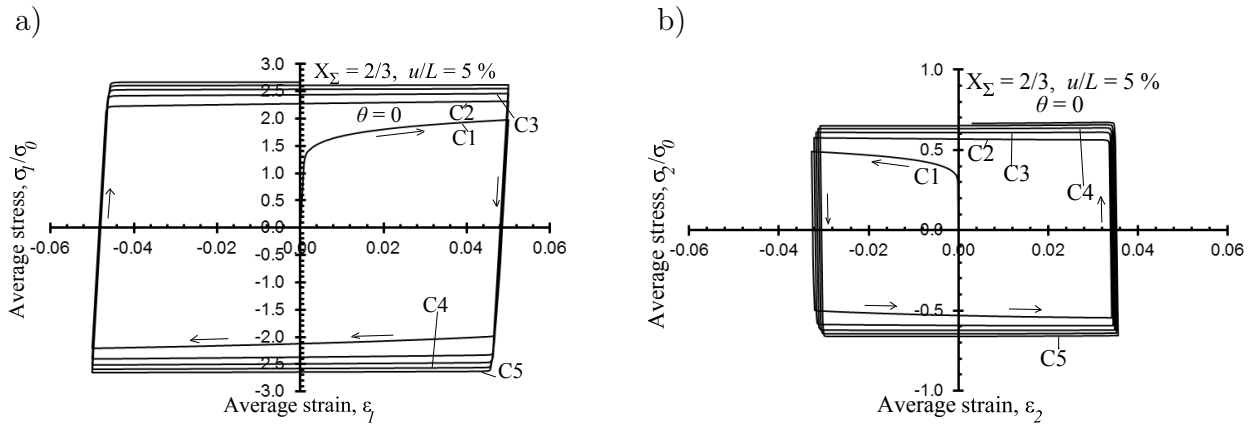 a)
3.0
X_Σ = 2/3, u/L = 5 %
2.5
θ = 0
C2
C3
2.0
C1
1.5
1.0
0.5
0.0
-0.06 -0.04 -0.02 0.00 0.02 0.04 0.06
-0.5
-1.0
C4
-1.5
-2.0
-2.5
C5
-3.0
Average stress, σ_1/σ_0
Average strain, ε_1
b)
1.0
X_Σ = 2/3, u/L = 5 %
θ = 0
0.5
C2
C1
C3
C4
0.0
-0.06 -0.04 -0.02 0.00 0.02 0.04 0.06
-0.5
C5
-1.0
Average stress, σ_2/σ_0
Average strain, ε_2